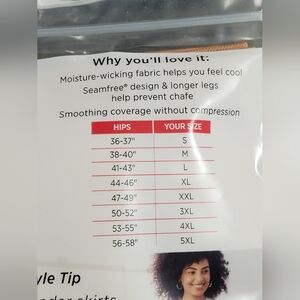 Why you'll love it:
Moisture-wicking fabric helps you feel cool
Seamfree® design & longer legs
help prevent chafe
Smoothing coverage without compression
HIPS YOUR SIZE
36-37" S
38-40" M
41-43" L
44-46" XL
47-49" XXL
50-52" 3XL
53-55" 4XL
56-58" 5XL
yle Tip
nder skirts